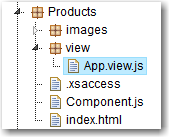 Products
images
view
App.view.js
.xsaccess
Component.js
index.html